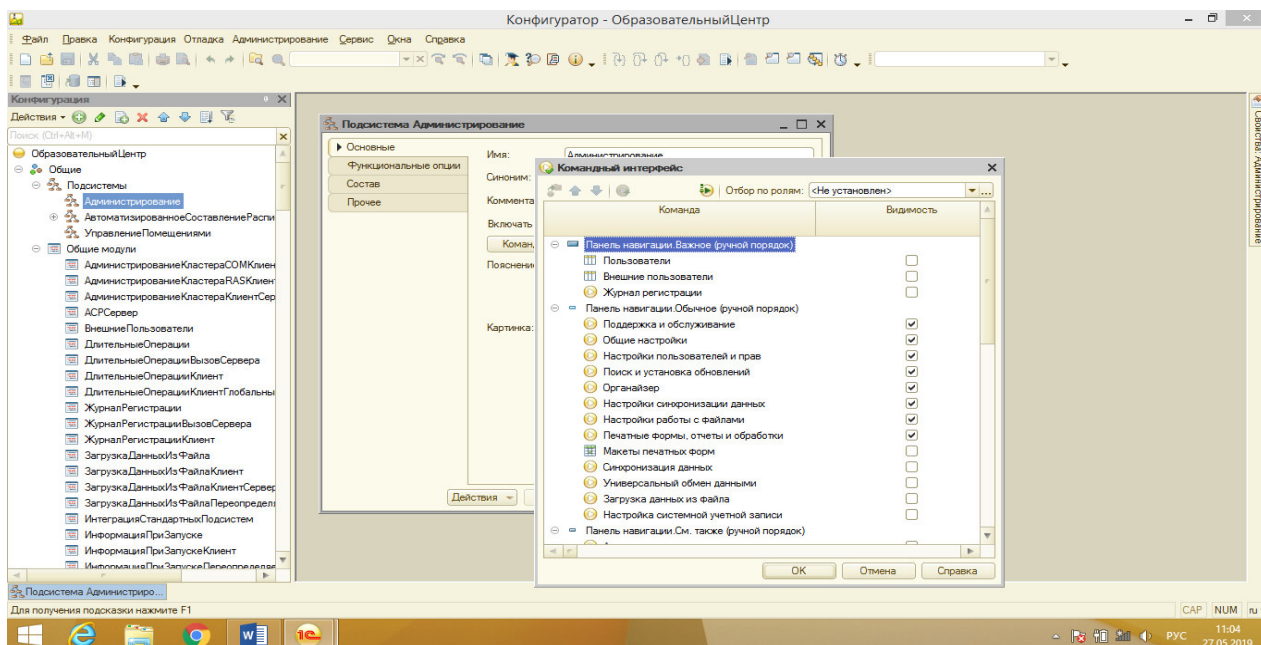 Конфигуратор - ОбразовательныйЦентр
Файл Правка Конфигурация Отладка Администрирование Сервис Окна Справка
Конфигурация
Действия
Поиск (Ctrl+Alt+M)
ОбразовательныйЦентр
Общие
Подсистемы
Администрирование
АвтоматизированноеСоставлениеРаспи
УправлениеПомещениями
Общие модули
АдминистрированиеКластераCOMКлиен
АдминистрированиеКластераRASКлиен
АдминистрированиеКластераКлиентСер
АСРСервер
ВнешниеПользователи
ДлительныеОперации
ДлительныеОперацииВызовСервера
ДлительныеОперацииКлиент
ДлительныеОперацииКлиентГлобальны
ЖурналРегистрации
ЖурналРегистрацииВызовСервера
ЖурналРегистрацииКлиент
ЗагрузкаДанныхИзФайла
ЗагрузкаДанныхИзФайлаКлиент
ЗагрузкаДанныхИзФайлаКлиентСервер
ЗагрузкаДанныхИзФайлаПереопредел
ИнтеграцияСтандартныхПодсистем
ИнформацияПриЗапуске
ИнформацияПриЗапускеКлиент
ИнформацияПриЗапускеПереопределяе
Подсистема Администрирование
Основные
Функциональные опции
Состав
Прочее
Имя: Администрирование
Синоним:
Коммента
Включать
Коман
Пояснени
Картинка:
Действия
Командный интерфейс
Отбор по ролям: <Не установлен>
Команда Видимость
Панель навигации.Важное (ручной порядок)
Пользователи
Внешние пользователи
Журнал регистрации
Панель навигации.Обычное (ручной порядок)
Поддержка и обслуживание
Общие настройки
Настройки пользователей и прав
Поиск и установка обновлений
Органайзер
Настройки синхронизации данных
Настройки работы с файлами
Печатные формы, отчеты и обработки
Макеты печатных форм
Синхронизация данных
Универсальный обмен данными
Загрузка данных из файла
Настройка системной учетной записи
Панель навигации.См. также (ручной порядок)
OK Отмена Справка
Свойства: Администрирование
Подсистема Администриро...
Для получения подсказки нажмите F1
CAP NUM ru
РУС
11:04
27.05.2019